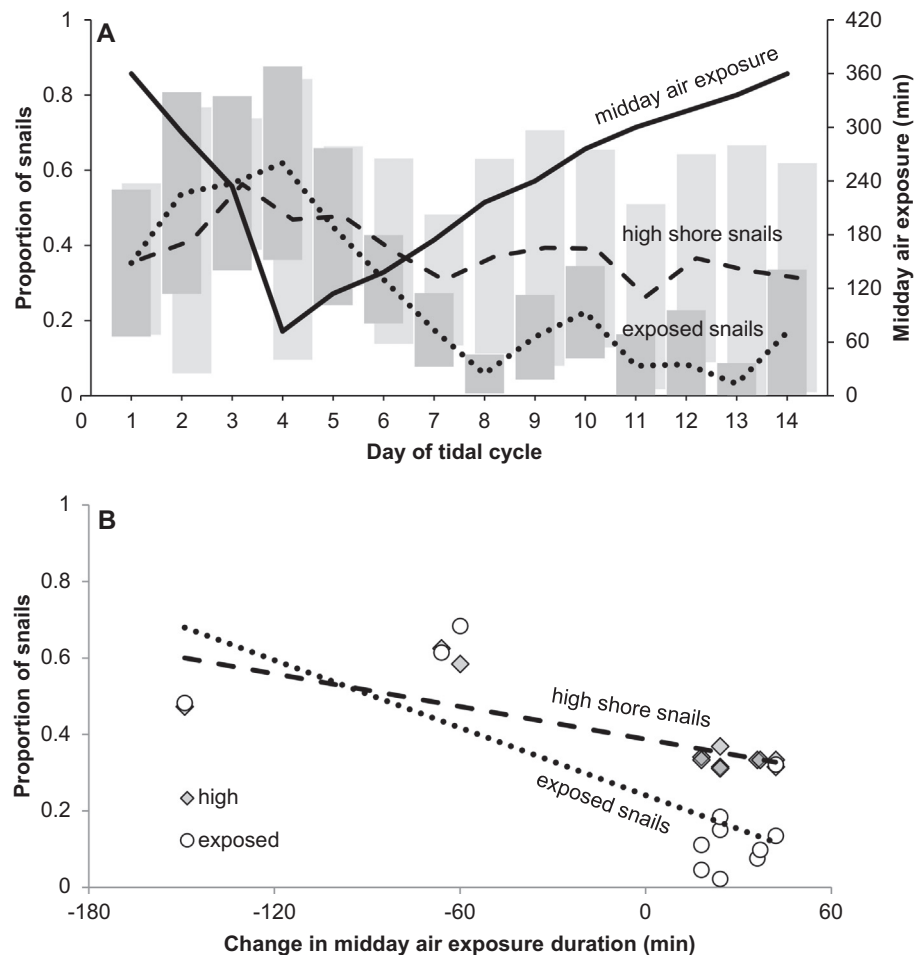 A
Proportion of snails
1
0.8
0.6
0.4
0.2
0
420
360
300
240
180
120
60
0
Midday air exposure (min)
midday air exposure
high shore snails
exposed snails
0 1 2 3 4 5 6 7 8 9 10 11 12 13 14
Day of tidal cycle
B
Proportion of snails
1
0.8
0.6
0.4
0.2
0
high shore snails
exposed snails
high
exposed
-180 -120 -60 0 60
Change in midday air exposure duration (min)